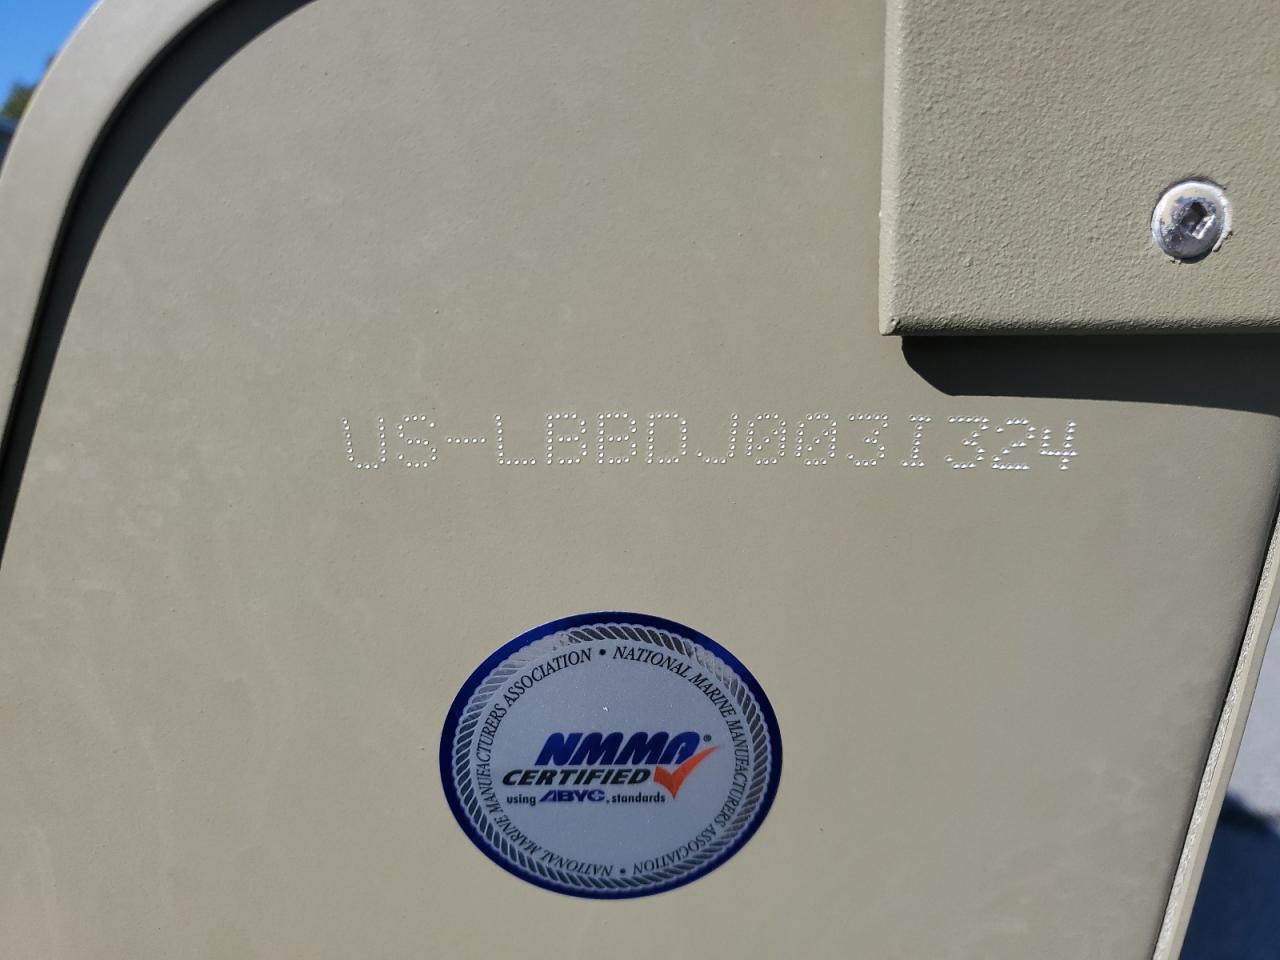 US-LBBDJ003I324
NATIONAL MARINE MANUFACTURERS ASSOCIATION • NATIONAL MARINE MANUFACTURERS ASSOCIATION •
NMMA®
CERTIFIED
using ABYC, standards